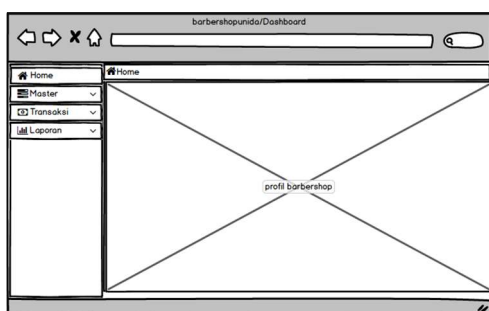 barbershopunida/Dashboard
Home
Home
Master
Transaksi
Laporan
profil barbershop